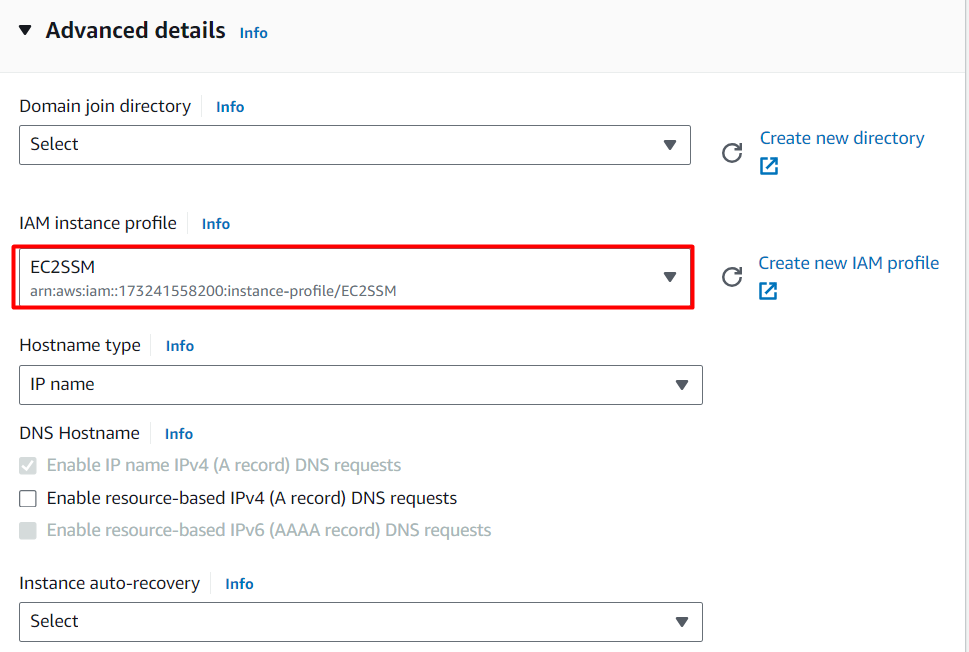 Advanced details Info
Domain join directory Info
Select
Create new directory
IAM instance profile Info
EC2SSM
arn:aws:iam::173241558200:instance-profile/EC2SSM
Create new IAM profile
Hostname type Info
IP name
DNS Hostname Info
Enable IP name IPv4 (A record) DNS requests
Enable resource-based IPv4 (A record) DNS requests
Enable resource-based IPv6 (AAAA record) DNS requests
Instance auto-recovery Info
Select